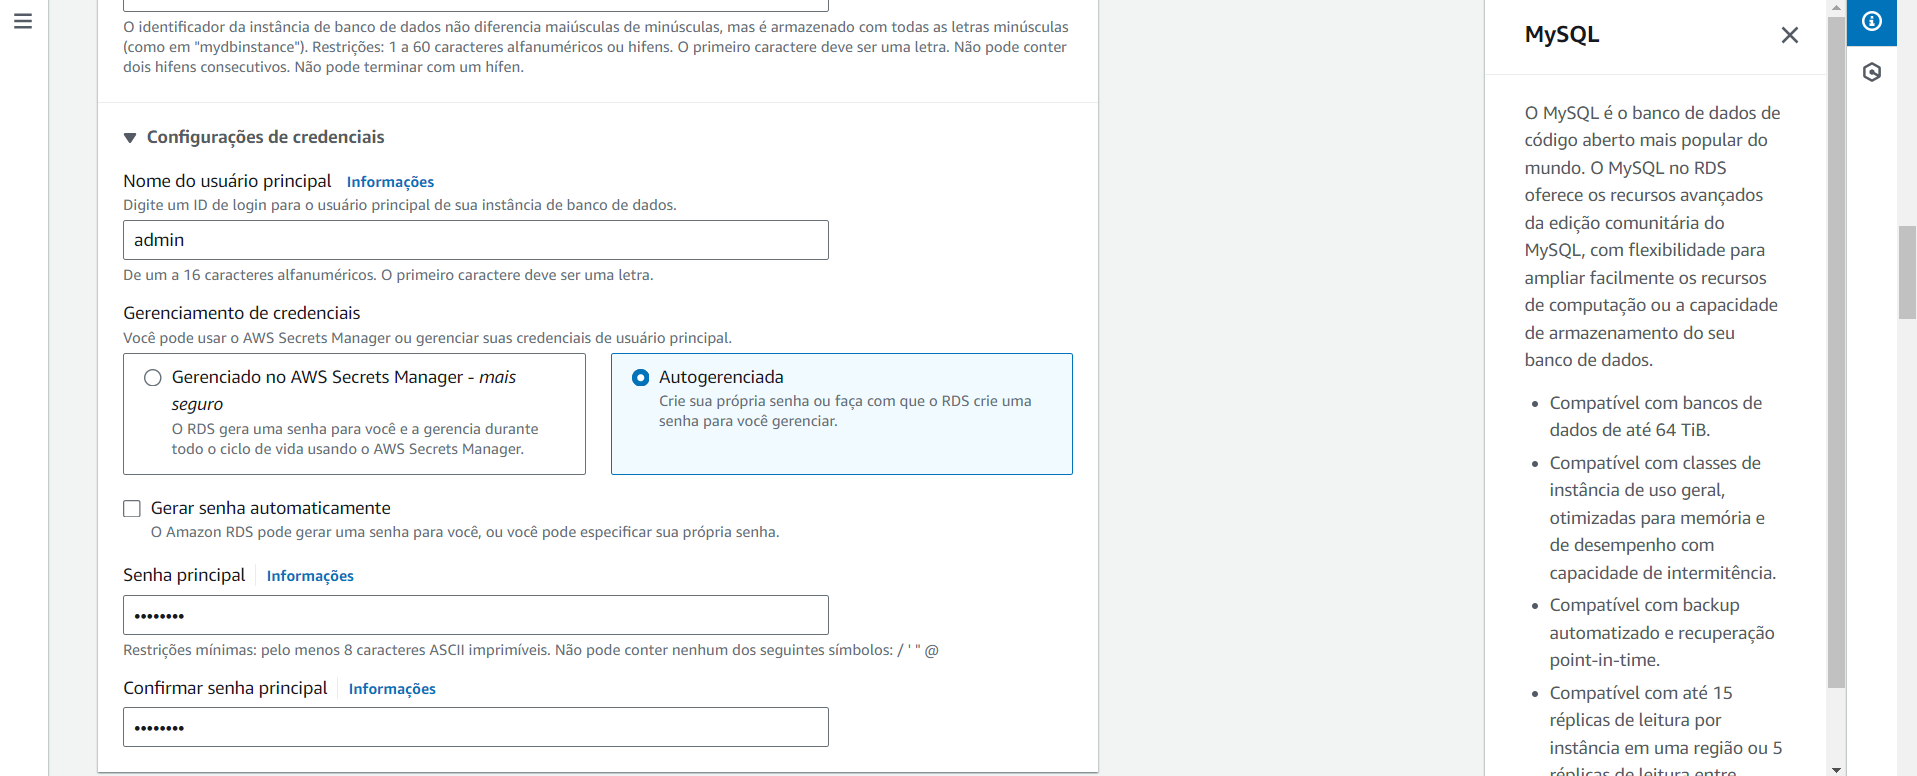 O identificador da instância de banco de dados não diferencia maiúsculas de minúsculas, mas é armazenado com todas as letras minúsculas
(como em "mydbinstance"). Restrições: 1 a 60 caracteres alfanuméricos ou hifens. O primeiro caractere deve ser uma letra. Não pode conter
dois hifens consecutivos. Não pode terminar com um hífen.
Configurações de credenciais
Nome do usuário principal Informações
Digite um ID de login para o usuário principal de sua instância de banco de dados.
admin
De um a 16 caracteres alfanuméricos. O primeiro caractere deve ser uma letra.
Gerenciamento de credenciais
Você pode usar o AWS Secrets Manager ou gerenciar suas credenciais de usuário principal.
Gerenciado no AWS Secrets Manager - mais
seguro
O RDS gera uma senha para você e a gerencia durante
todo o ciclo de vida usando o AWS Secrets Manager.
Autogerenciada
Crie sua própria senha ou faça com que o RDS crie uma
senha para você gerenciar.
Gerar senha automaticamente
O Amazon RDS pode gerar uma senha para você, ou você pode especificar sua própria senha.
Senha principal Informações
••••••••
Restrições mínimas: pelo menos 8 caracteres ASCII imprimíveis. Não pode conter nenhum dos seguintes símbolos: / ' " @
Confirmar senha principal Informações
••••••••
MySQL
O MySQL é o banco de dados de
código aberto mais popular do
mundo. O MySQL no RDS
oferece os recursos avançados
da edição comunitária do
MySQL, com flexibilidade para
ampliar facilmente os recursos
de computação ou a capacidade
de armazenamento do seu
banco de dados.
• Compatível com bancos de
dados de até 64 TiB.
• Compatível com classes de
instância de uso geral,
otimizadas para memória e
de desempenho com
capacidade de intermitência.
• Compatível com backup
automatizado e recuperação
point-in-time.
• Compatível com até 15
réplicas de leitura por
instância em uma região ou 5
réplicas de leitura entre